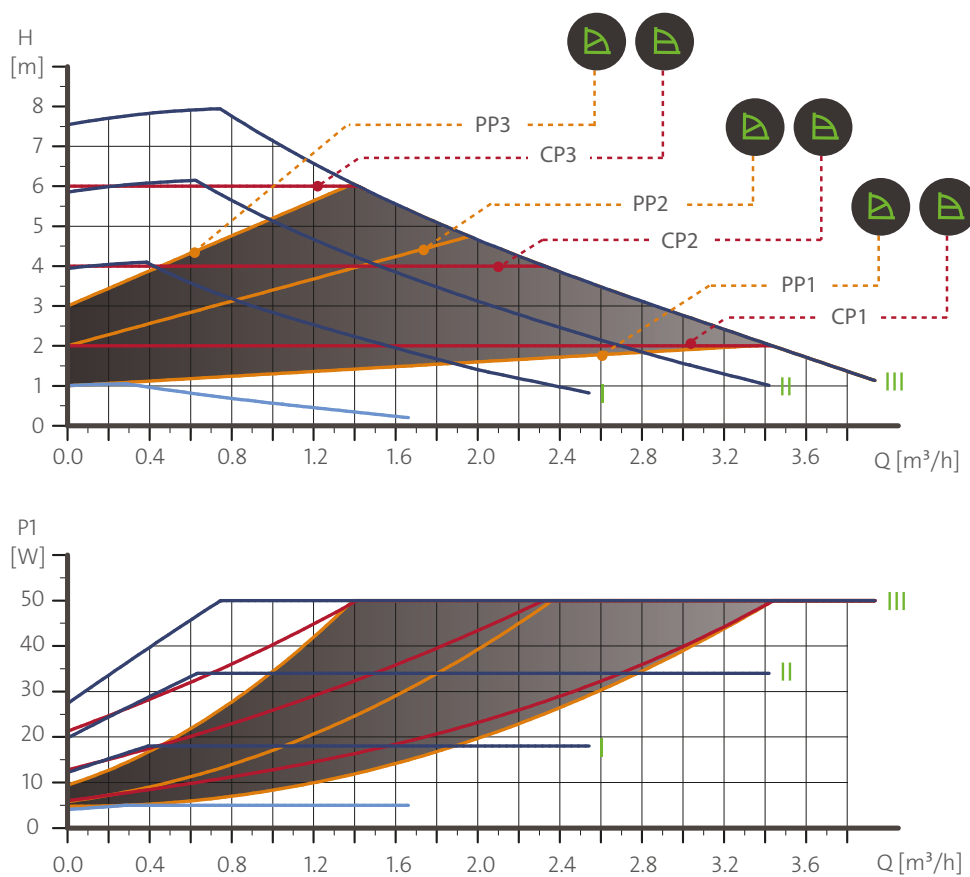 H
[m]
8
7
6
5
4
3
2
1
0
PP3
CP3
PP2
CP2
PP1
CP1
I
II
III
0.0 0.4 0.8 1.2 1.6 2.0 2.4 2.8 3.2 3.6 Q [m³/h]
P1
[W]
50
40
30
20
10
0
III
II
I
0.0 0.4 0.8 1.2 1.6 2.0 2.4 2.8 3.2 3.6 Q [m³/h]